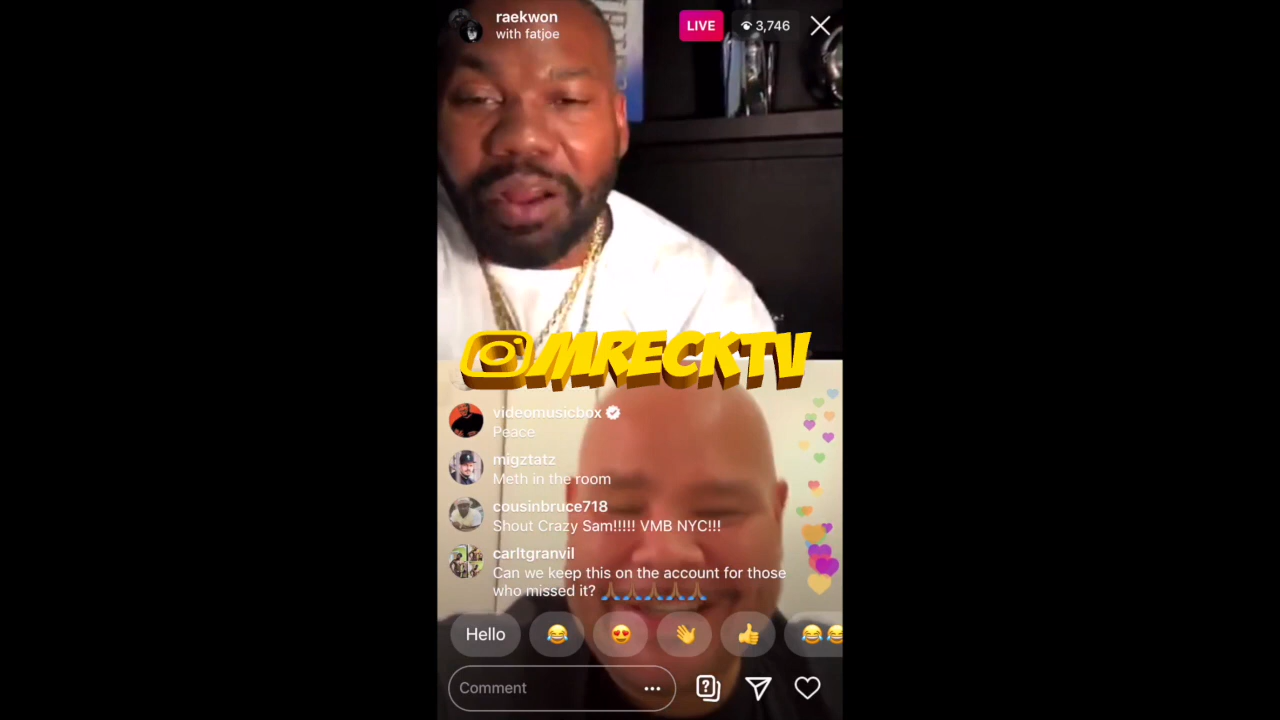 raekwon
with fatjoe
LIVE
3,746
MRECKTV
videomusicbox
Peace
migztatz
Meth in the room
cousinbruce718
Shout Crazy Sam!!!!! VMB NYC!!!
carltgranvil
Can we keep this on the account for those
who missed it? 🙏🏾🙏🏾🙏🏾🙏🏾🙏🏾
Hello 😂 😍 👋 👍 😂😂
Comment